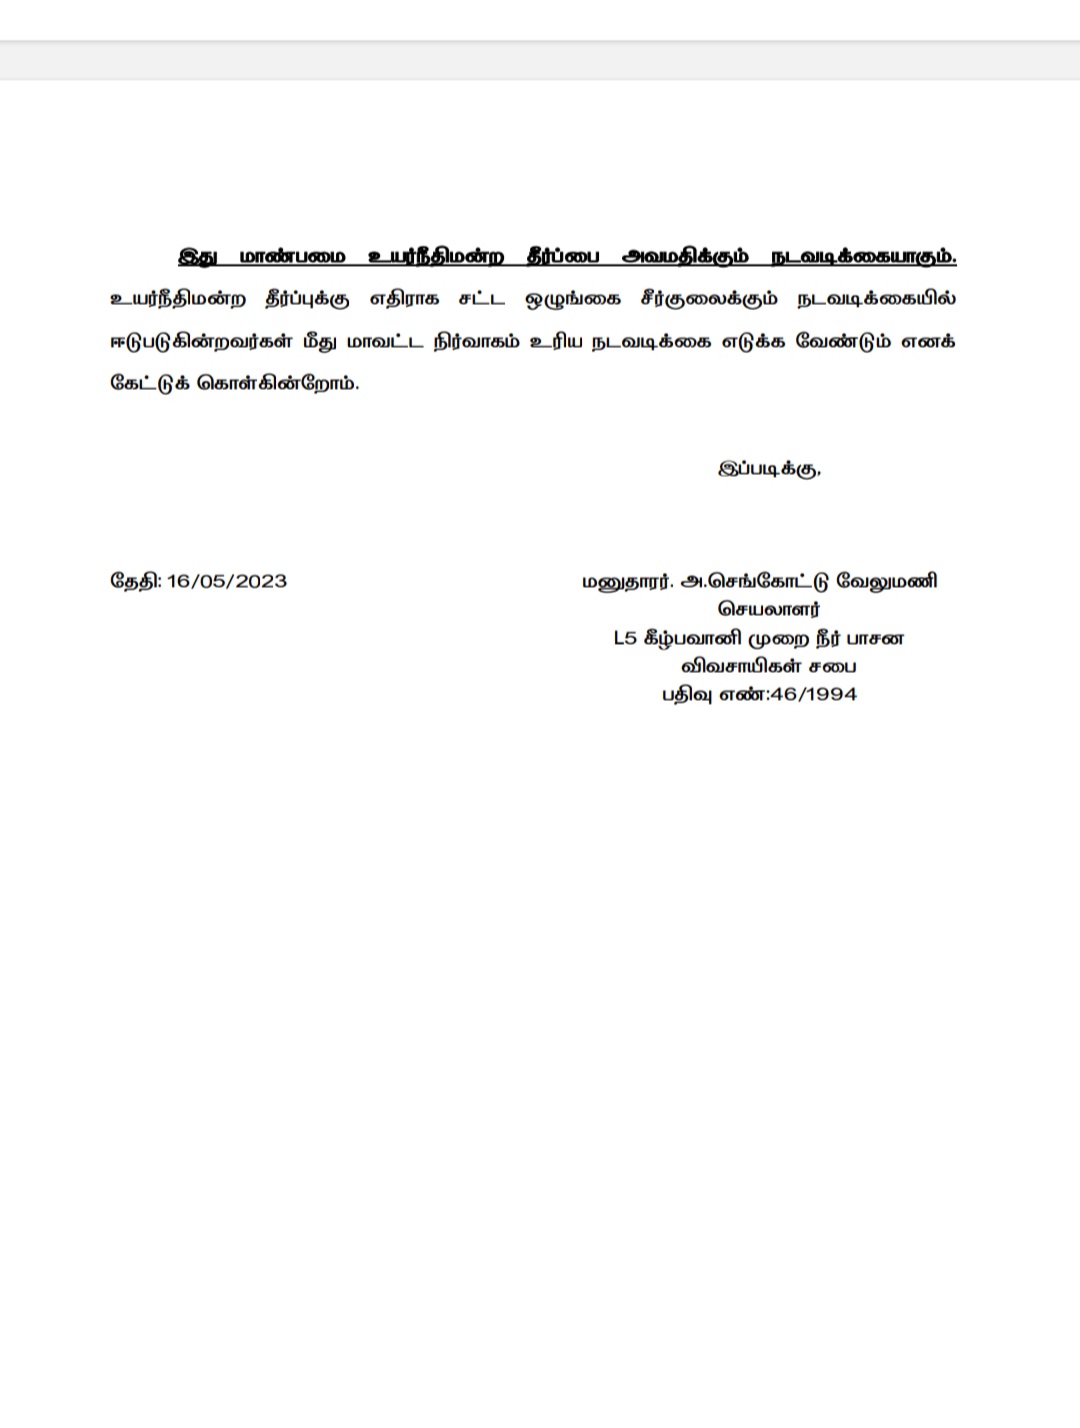 இது மாண்பமை உயர்நீதிமன்ற தீர்ப்பை அவமதிக்கும் நடவடிக்கையாகும்.
உயர்நீதிமன்ற தீர்ப்புக்கு எதிராக சட்ட ஒழுங்கை சீர்குலைக்கும் நடவடிக்கையில்
ஈடுபடுகின்றவர்கள் மீது மாவட்ட நிர்வாகம் உரிய நடவடிக்கை எடுக்க வேண்டும் எனக்
கேட்டுக் கொள்கின்றோம்.
இப்படிக்கு,
தேதி: 16/05/2023
மனுதாரர். அ.செங்கோட்டு வேலுமணி
செயலாளர்
L5 கீழ்பவானி முறை நீர் பாசன
விவசாயிகள் சபை
பதிவு எண்:46/1994